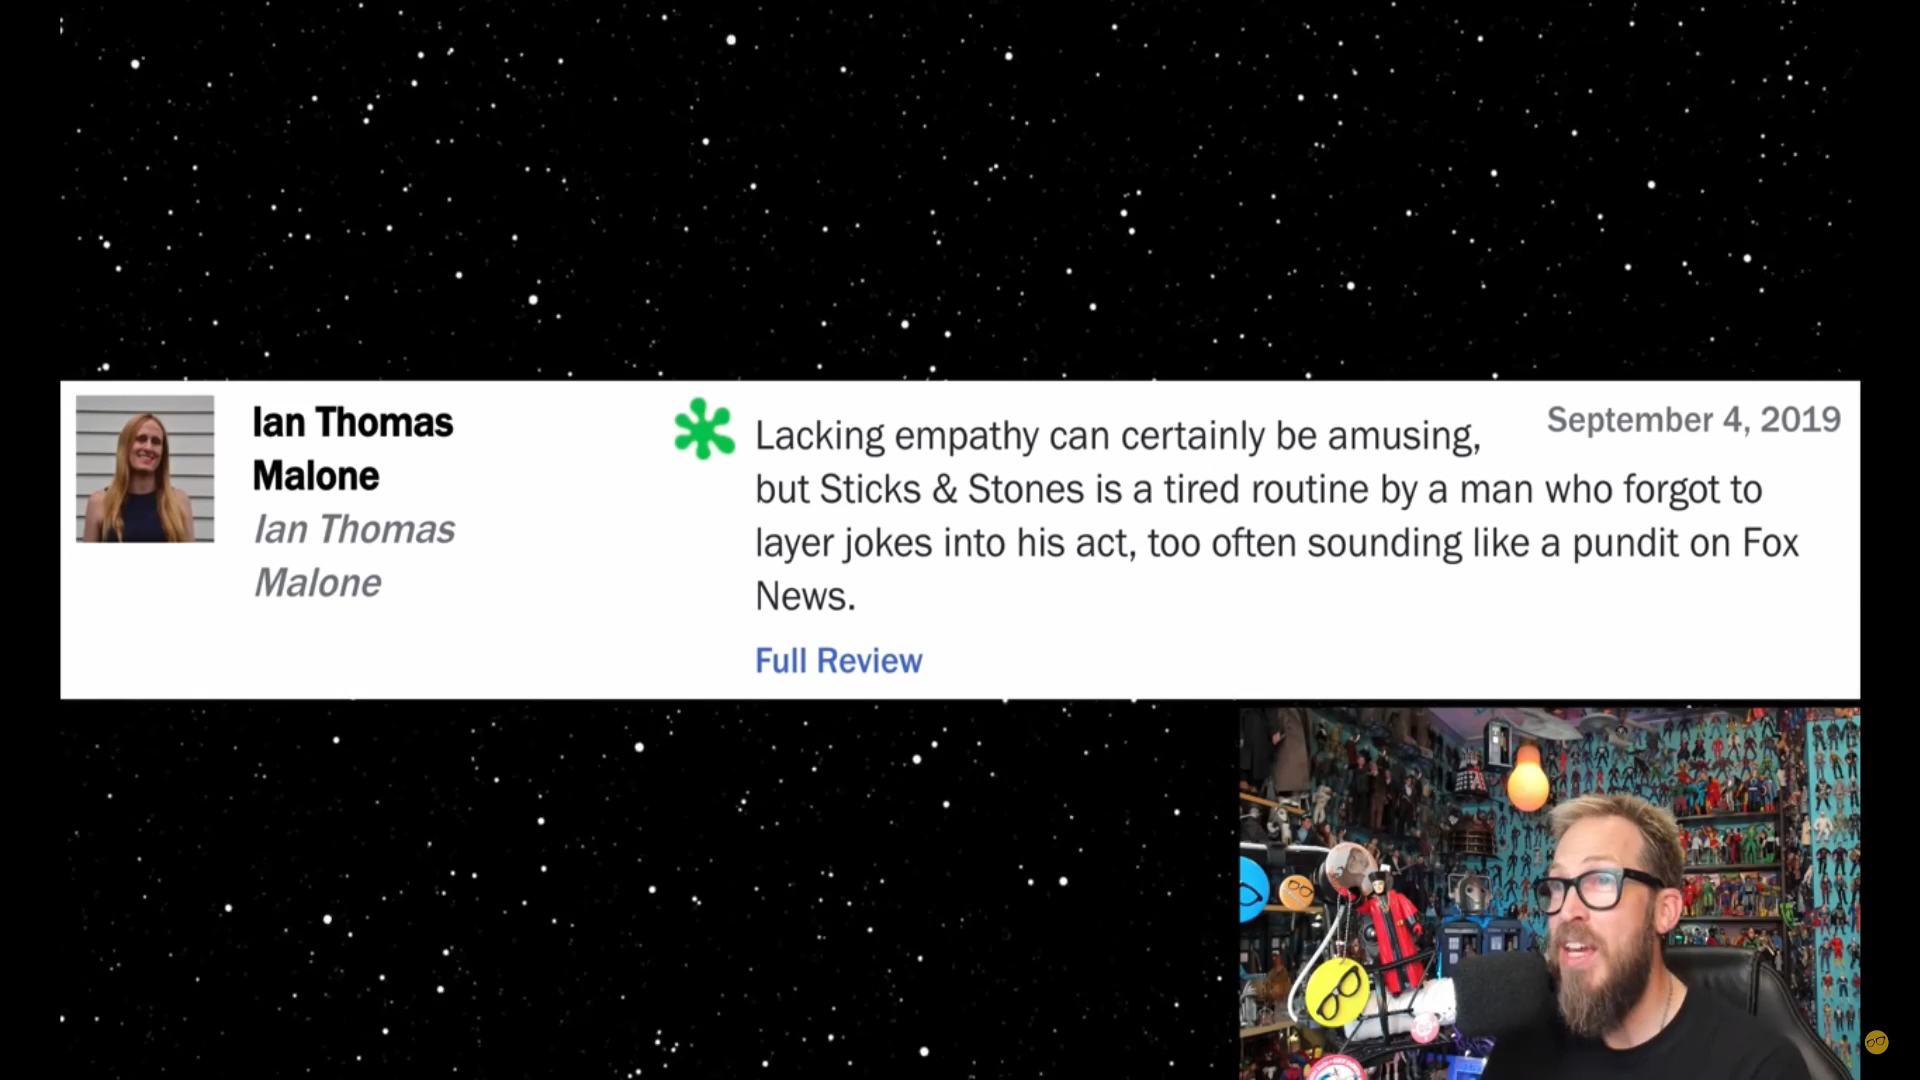 Ian Thomas
Malone
Ian Thomas
Malone
September 4, 2019
Lacking empathy can certainly be amusing,
but Sticks & Stones is a tired routine by a man who forgot to
layer jokes into his act, too often sounding like a pundit on Fox
News.
Full Review